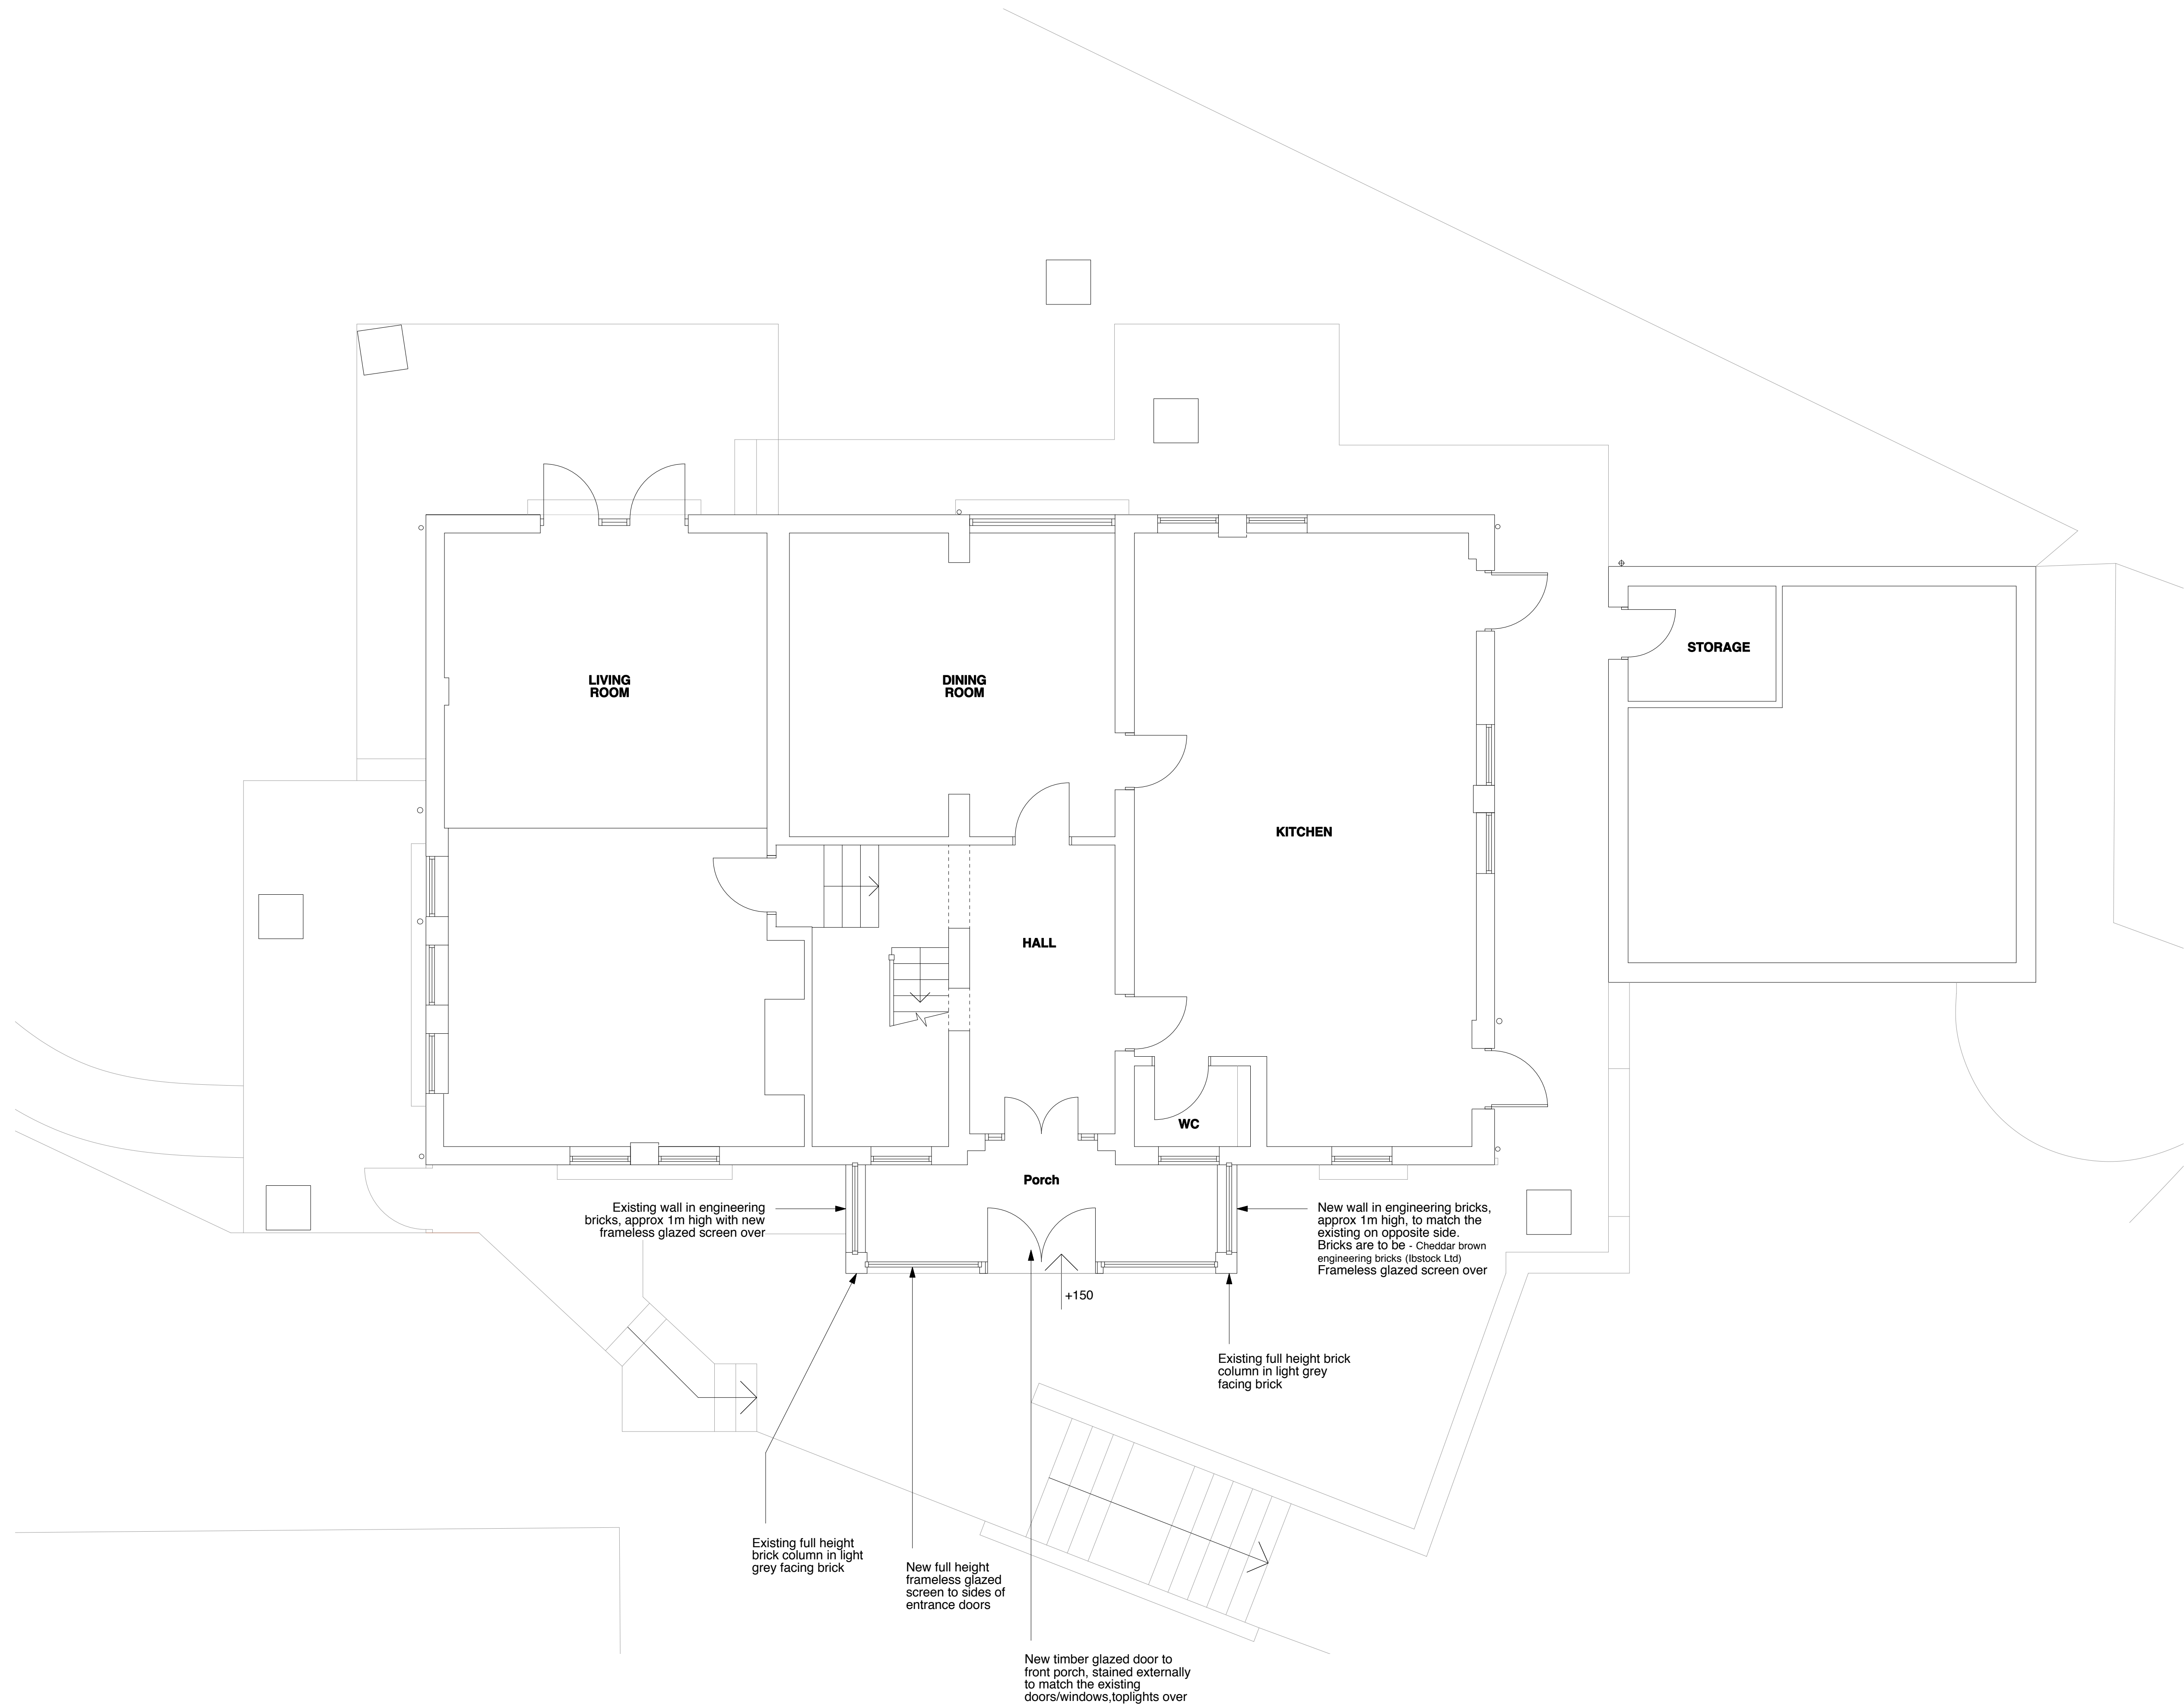 STORAGE
LIVING
ROOM
DINING
ROOM
KITCHEN
HALL
WC
Porch
Existing wall in engineering
bricks, approx 1m high with new
frameless glazed screen over
New wall in engineering bricks,
approx 1m high, to match the
existing on opposite side.
Bricks are to be - Cheddar brown
engineering bricks (Ibstock Ltd)
Frameless glazed screen over
+150
Existing full height brick
column in light grey
facing brick
Existing full height
brick column in light
grey facing brick
New full height
frameless glazed
screen to sides of
entrance doors
New timber glazed door to
front porch, stained externally
to match the existing
doors/windows,toplights over